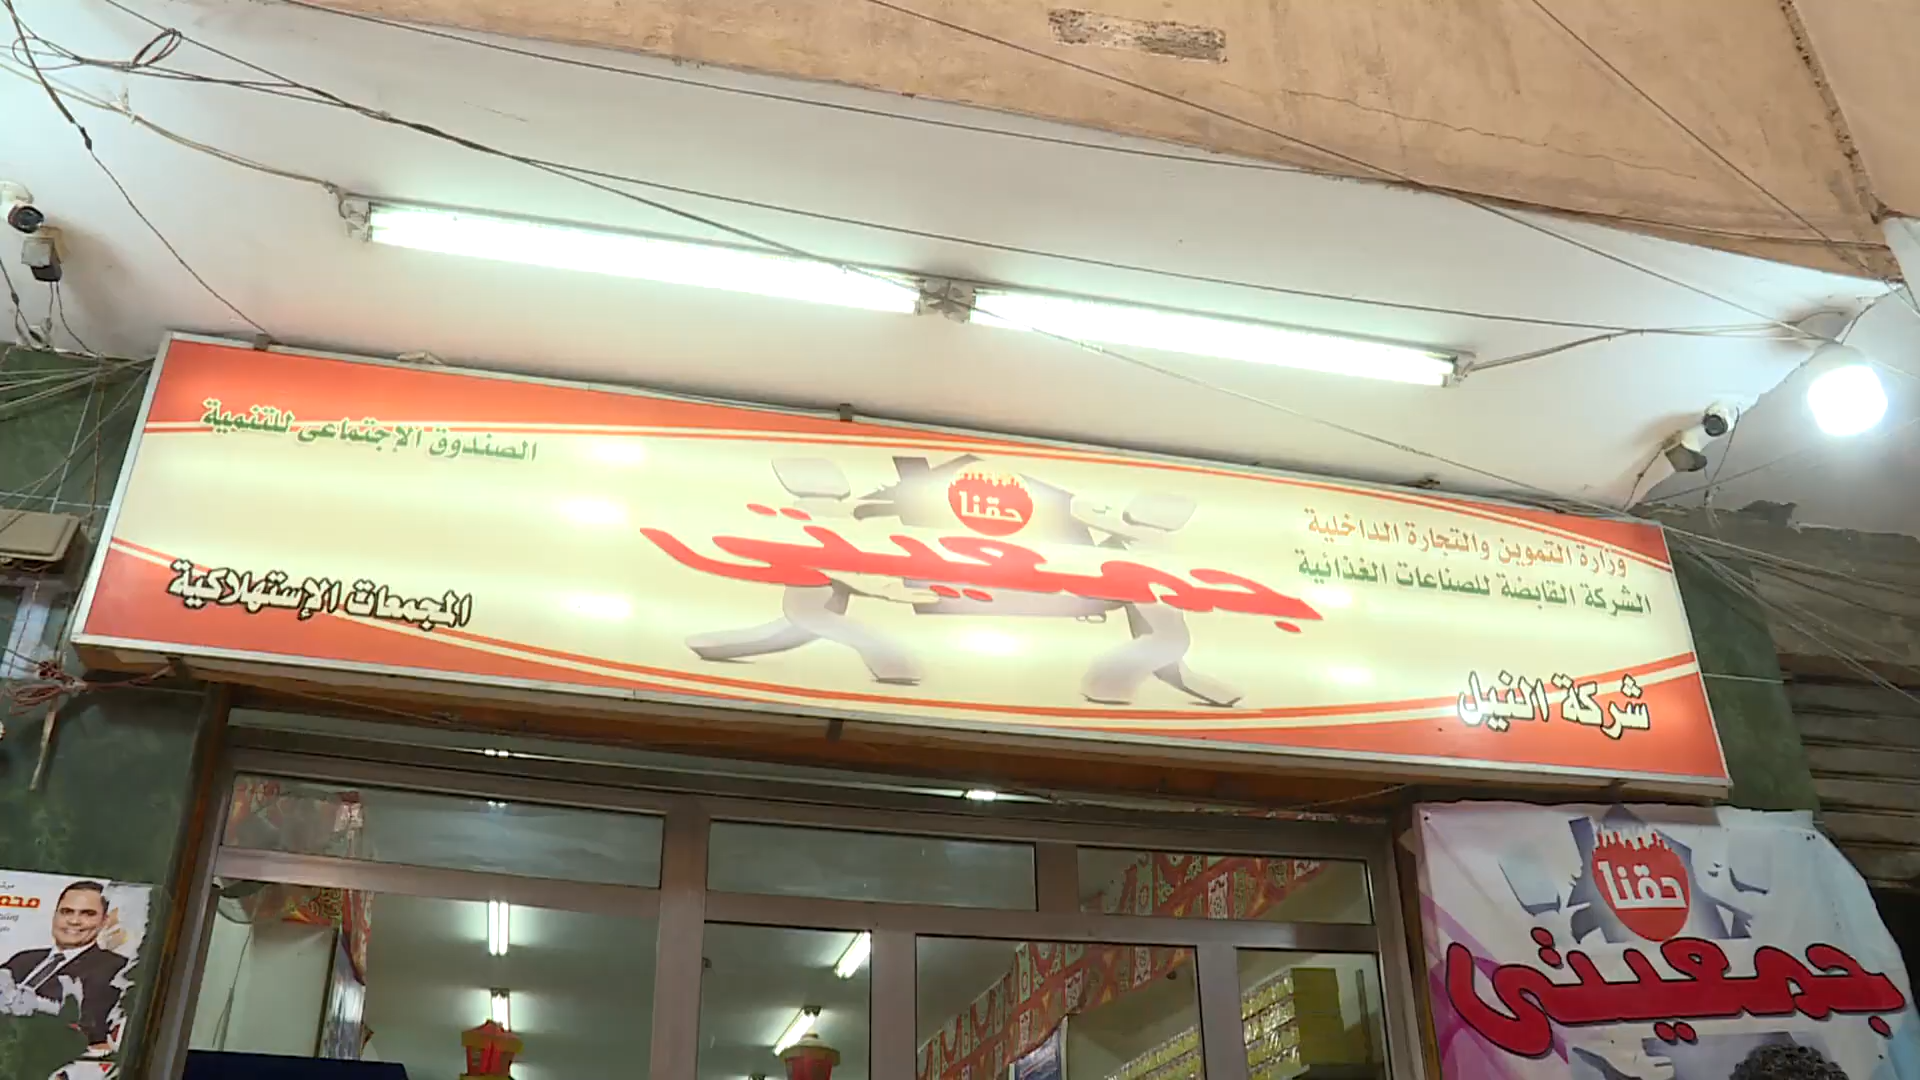 وزارة التموين والتجارة الداخلية
الشركة القابضة للصناعات الغذائية
شركة النيل
حقنا
جمعيتى
الصندوق الإجتماعى للتنمية
المجمعات الإستهلاكية
حقنا
جمعيتى